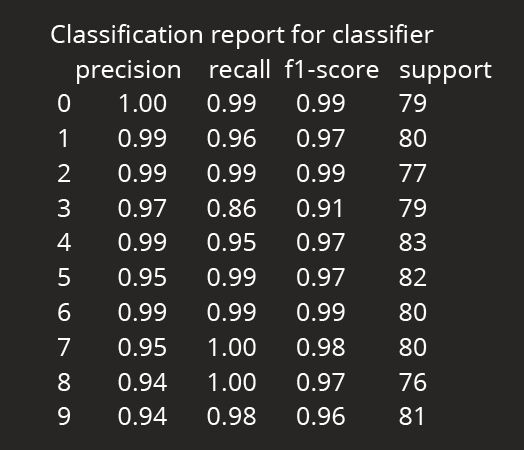 Classification report for classifier
precision recall f1-score support
0 1.00 0.99 0.99 79
1 0.99 0.96 0.97 80
2 0.99 0.99 0.99 77
3 0.97 0.86 0.91 79
4 0.99 0.95 0.97 83
5 0.95 0.99 0.97 82
6 0.99 0.99 0.99 80
7 0.95 1.00 0.98 80
8 0.94 1.00 0.97 76
9 0.94 0.98 0.96 81